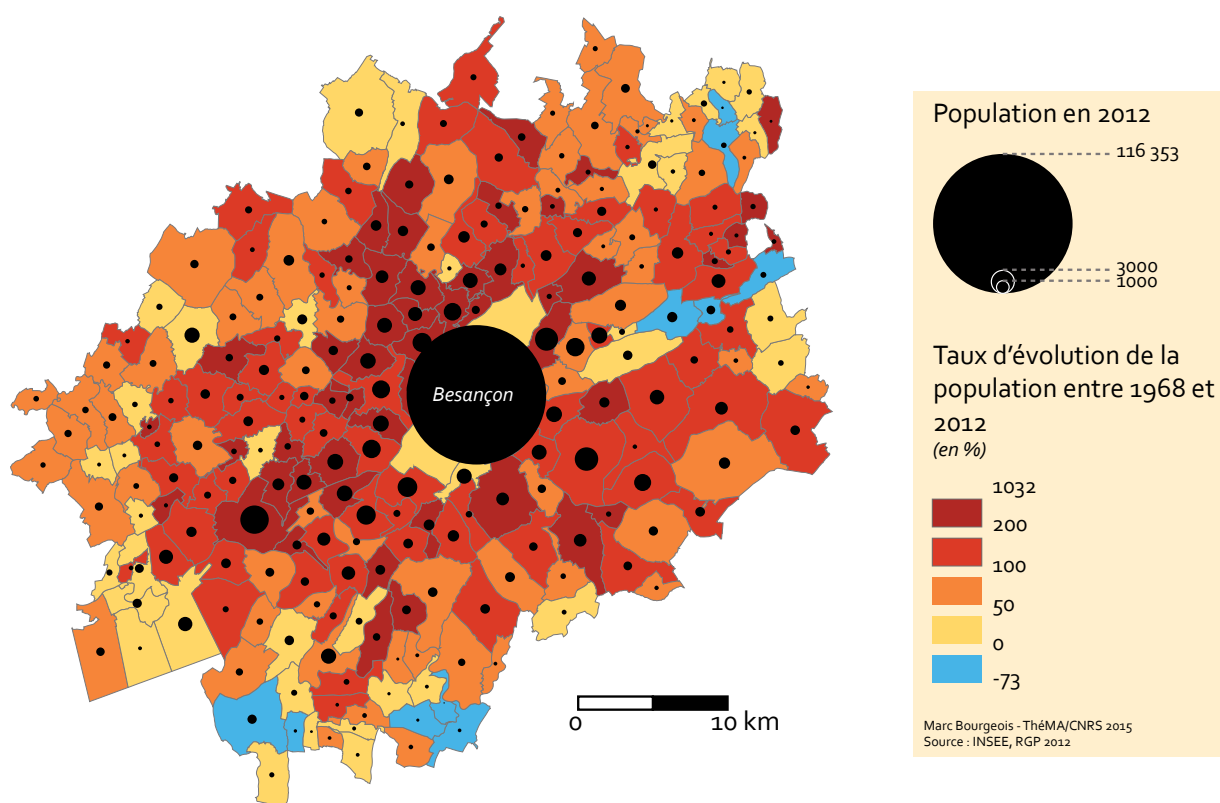 Besançon
0 10 km
Population en 2012
116 353
3000
1000
Taux d’évolution de la
population entre 1968 et
2012
(en %)
1032
200
100
50
0
-73
Marc Bourgeois - ThéMA/CNRS 2015
Source : INSEE, RGP 2012